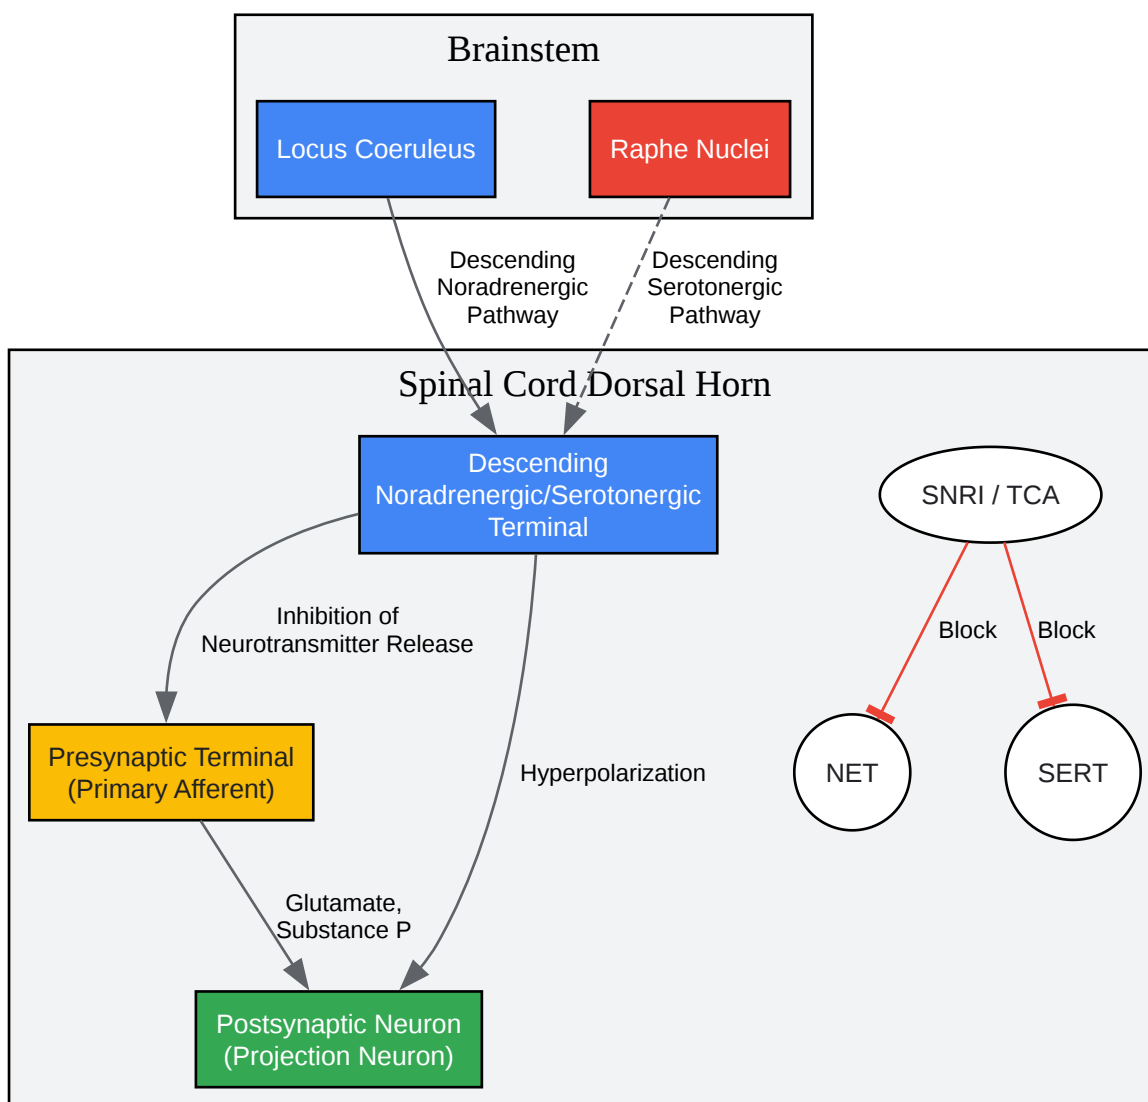 Brainstem
Locus Coeruleus
Raphe Nuclei
Descending
Noradrenergic
Pathway
Descending
Serotonergic
Pathway
Spinal Cord Dorsal Horn
Descending
Noradrenergic/Serotonergic
Terminal
SNRI / TCA
Inhibition of
Neurotransmitter Release
Block
Block
Presynaptic Terminal
(Primary Afferent)
Hyperpolarization
NET
SERT
Glutamate,
Substance P
Postsynaptic Neuron
(Projection Neuron)